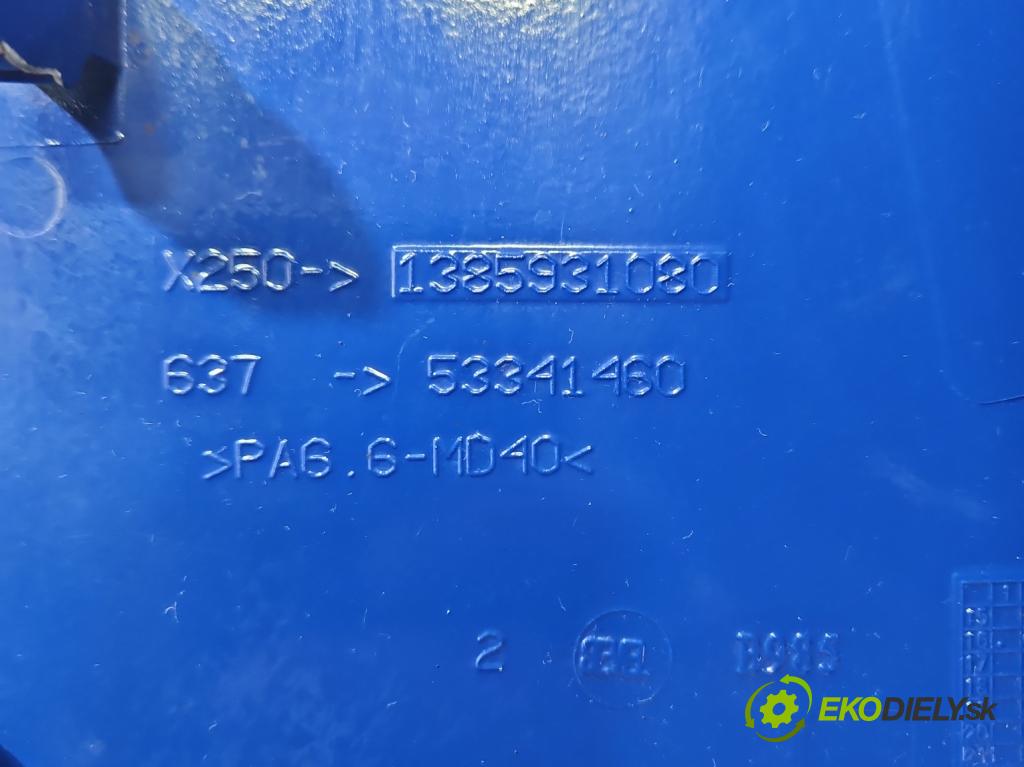 X250-> 1385931080
637 -> 53341460
>PA6.6-MD40<
2
EKODIELY.sk